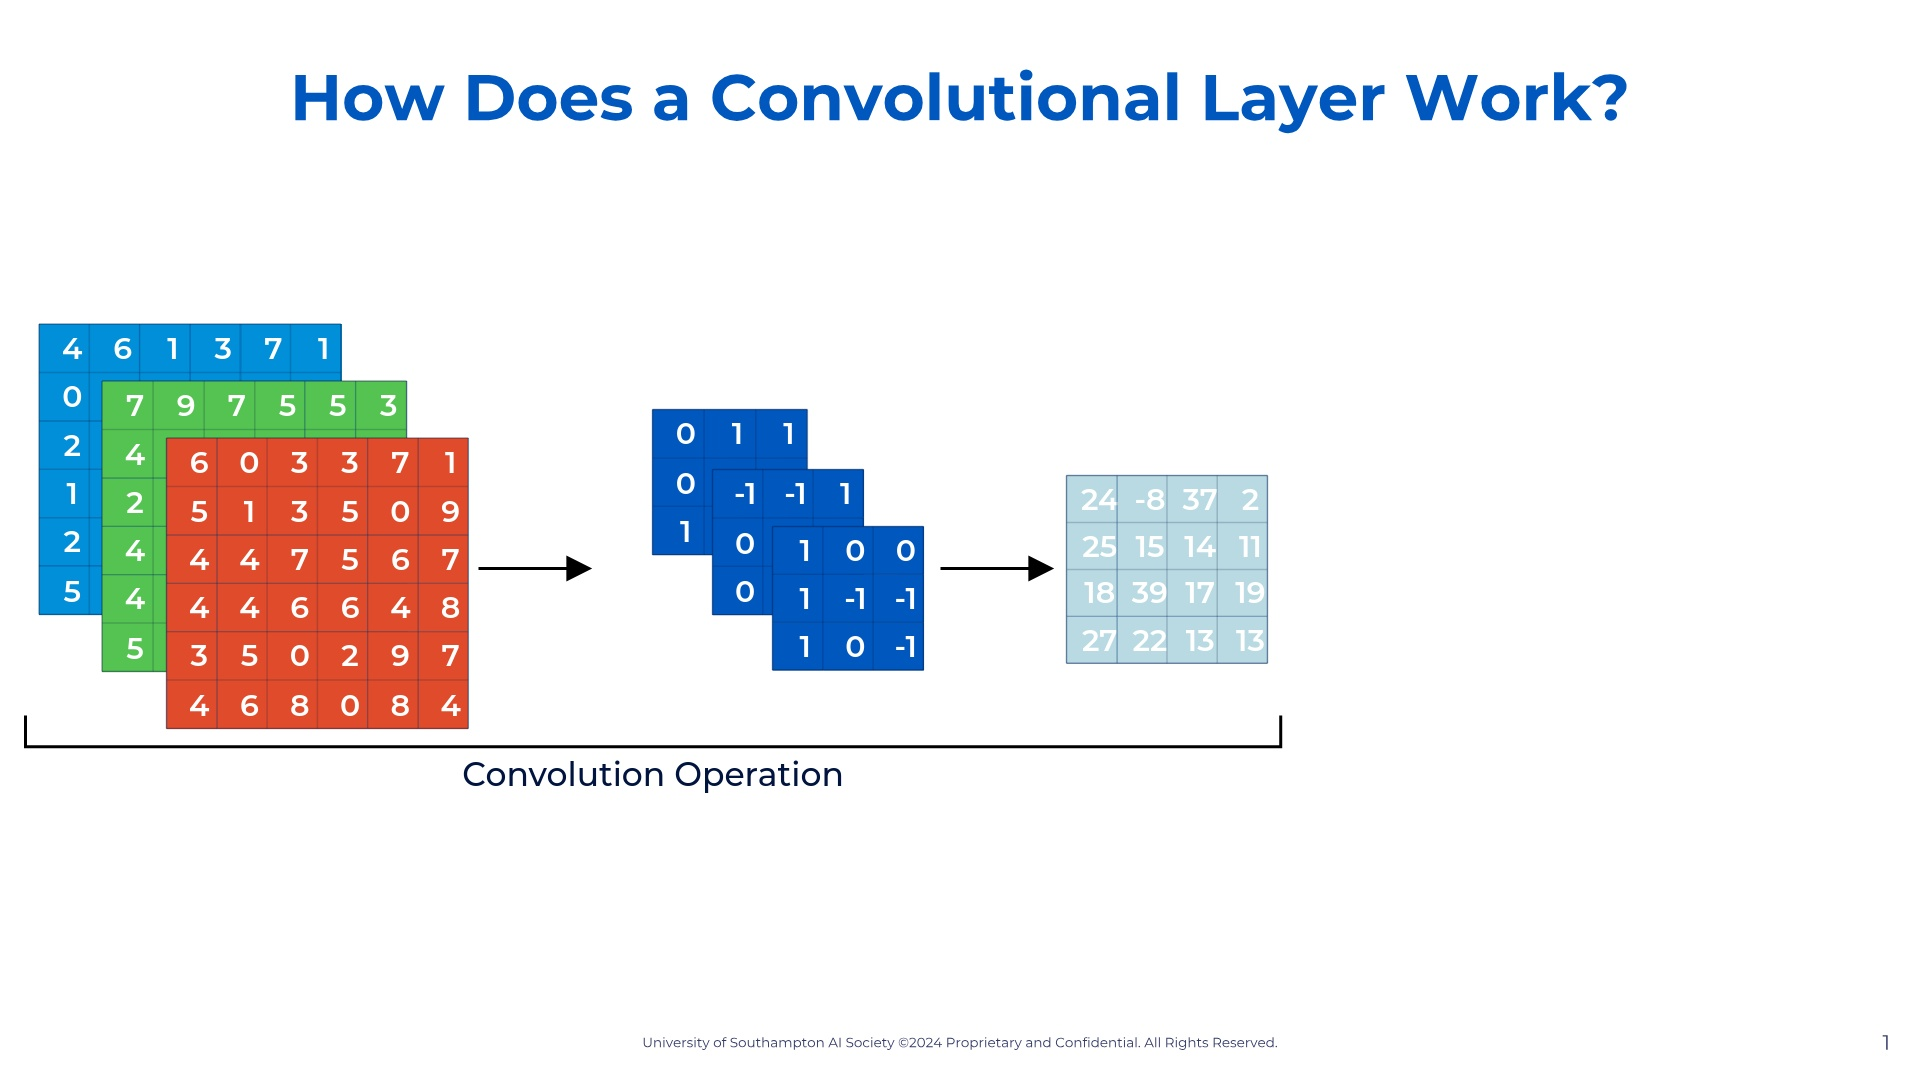 How Does a Convolutional Layer Work?
4 6 1 3 7 1
0
2
1
2
5
7 9 7 5 5 3
4
2
4
4
5
6 0 3 3 7 1
5 1 3 5 0 9
4 4 7 5 6 7
4 4 6 6 4 8
3 5 0 2 9 7
4 6 8 0 8 4
0 1 1
0
1
-1 -1 1
0
0
1 0 0
1 -1 -1
1 0 -1
24 -8 37 2
25 15 14 11
18 39 17 19
27 22 13 13
Convolution Operation
University of Southampton AI Society ©2024 Proprietary and Confidential. All Rights Reserved.
1